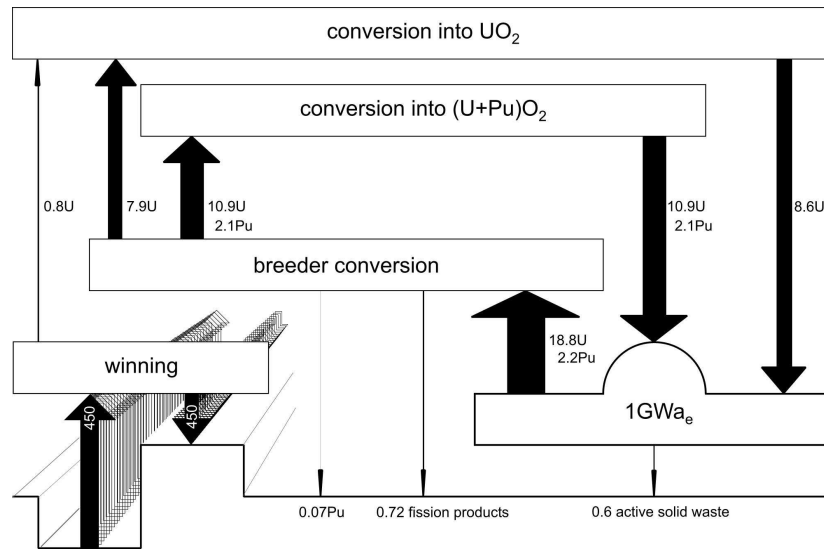 conversion into UO₂
conversion into (U+Pu)O₂
0.8U
7.9U
10.9U
2.1Pu
10.9U
2.1Pu
8.6U
breeder conversion
18.8U
2.2Pu
winning
450
450
1GWaₑ
0.07Pu
0.72 fission products
0.6 active solid waste